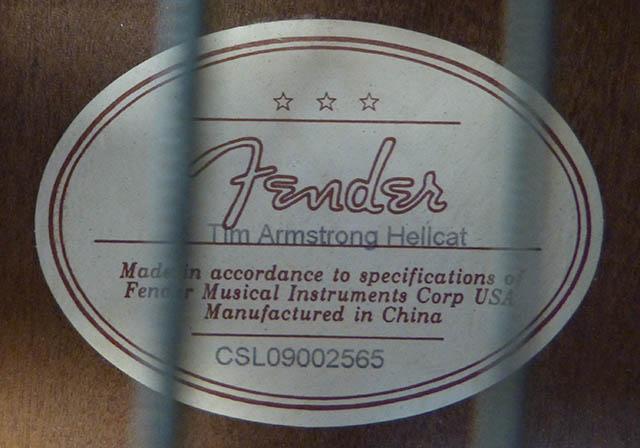 Fender
Tim Armstrong Hellcat
Made in accordance to specifications of
Fender Musical Instruments Corp USA
Manufactured in China
CSL09002565